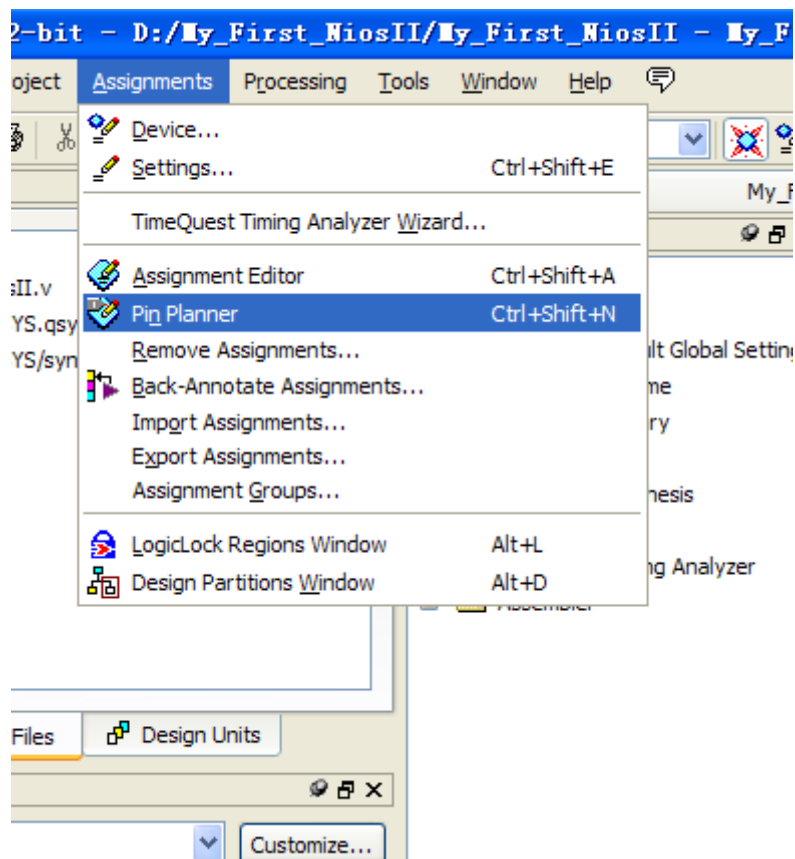 2-bit - D:/My_First_NiosII/My_First_NiosII - My_F
oject Assignments Processing Tools Window Help
Device...
Settings... Ctrl+Shift+E
My_F
TimeQuest Timing Analyzer Wizard...
Assignment Editor Ctrl+Shift+A
sII.v
Pin Planner Ctrl+Shift+N
YS.qsy
Remove Assignments... ult Global Setting
YS/syn
Back-Annotate Assignments... me
Import Assignments... ry
Export Assignments...
Assignment Groups... hesis
LogicLock Regions Window Alt+L
ng Analyzer
Design Partitions Window Alt+D
Assembler
Files Design Units
Customize...